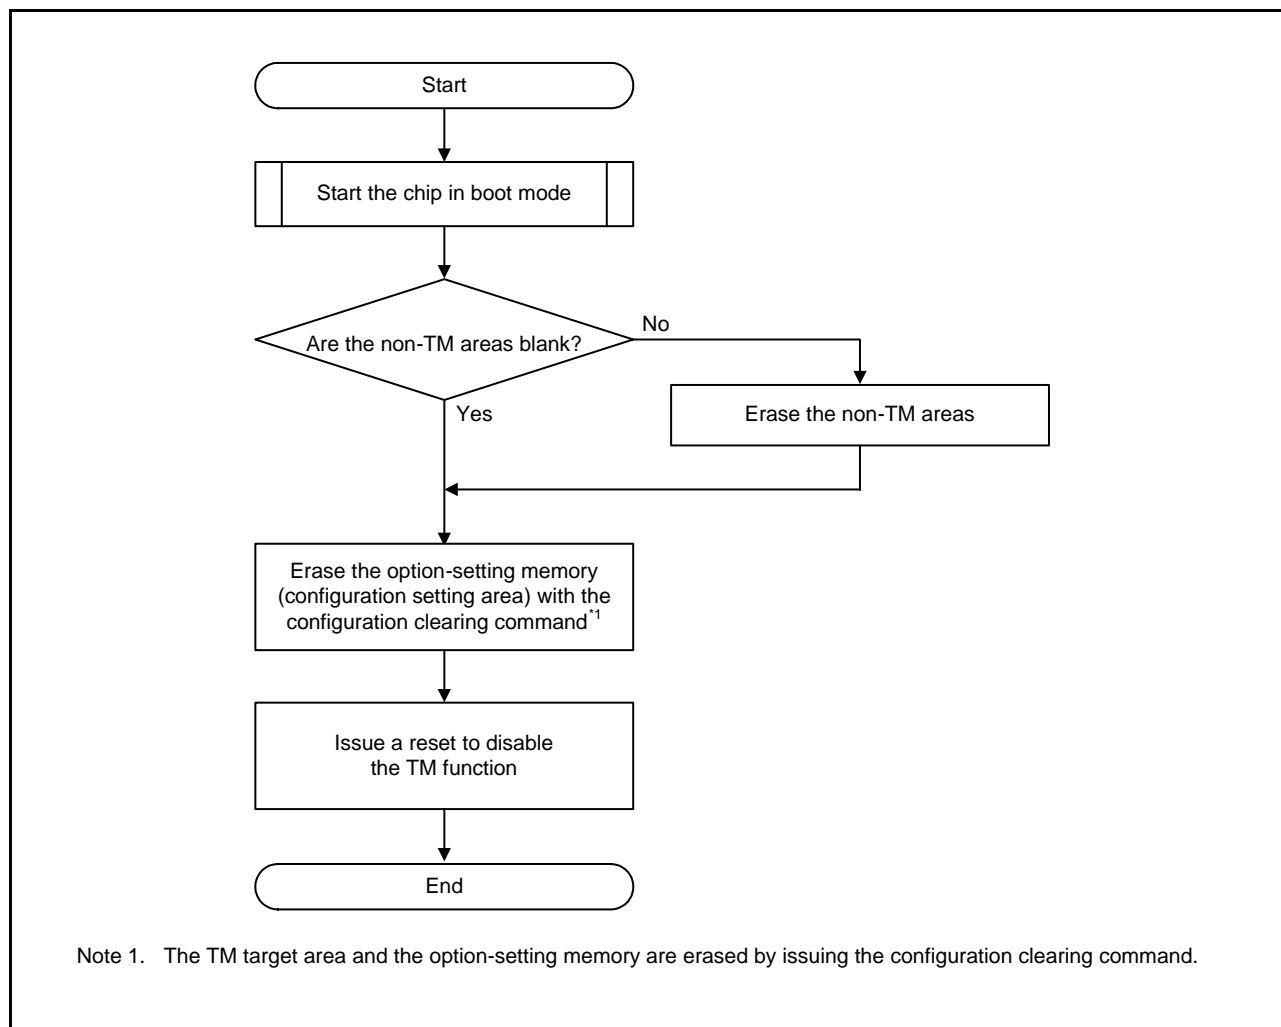 Start
Start the chip in boot mode
Are the non-TM areas blank?
No
Yes
Erase the non-TM areas
Erase the option-setting memory
(configuration setting area) with the
configuration clearing command*1
Issue a reset to disable
the TM function
End
Note 1. The TM target area and the option-setting memory are erased by issuing the configuration clearing command.